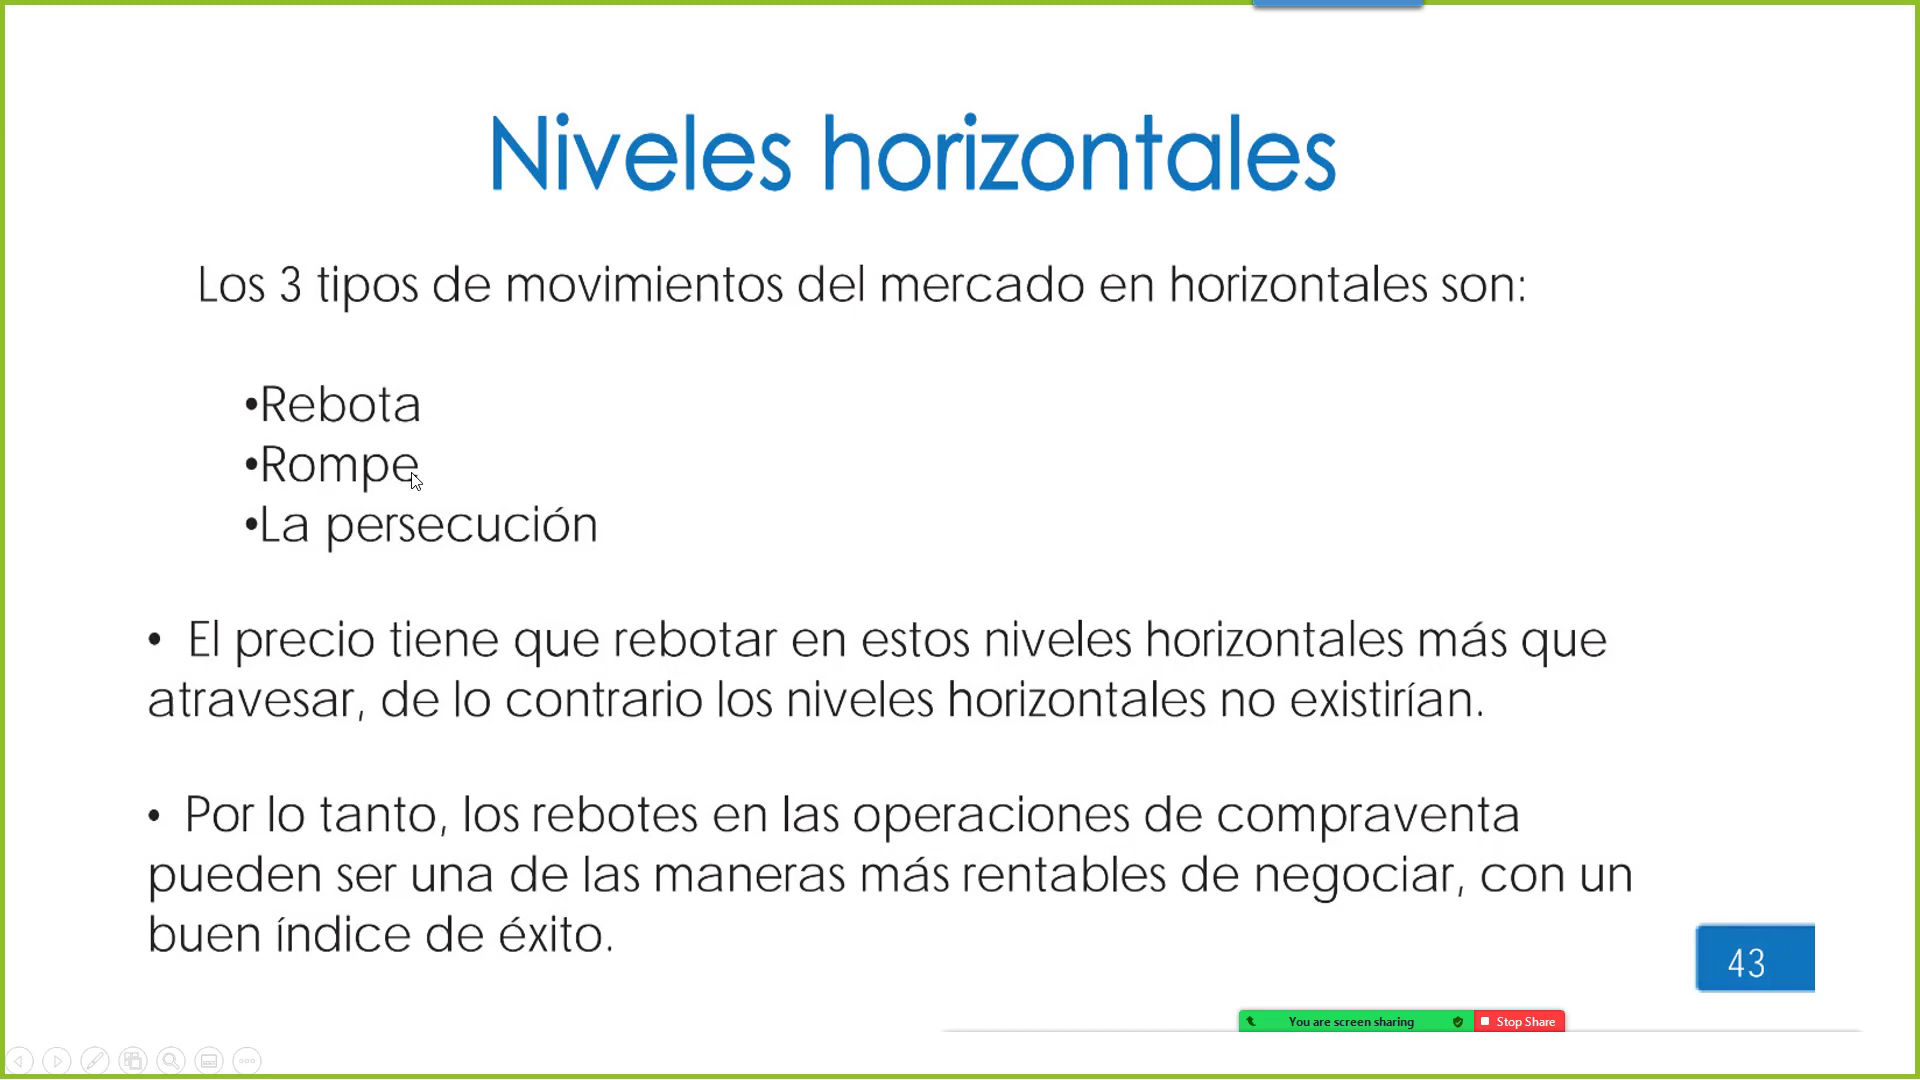 Niveles horizontales
Los 3 tipos de movimientos del mercado en horizontales son:
•Rebota
•Rompe
•La persecución
• El precio tiene que rebotar en estos niveles horizontales más que
atravesar, de lo contrario los niveles horizontales no existirían.
• Por lo tanto, los rebotes en las operaciones de compraventa
pueden ser una de las maneras más rentables de negociar, con un
buen índice de éxito.
43
You are screen sharing
Stop Share